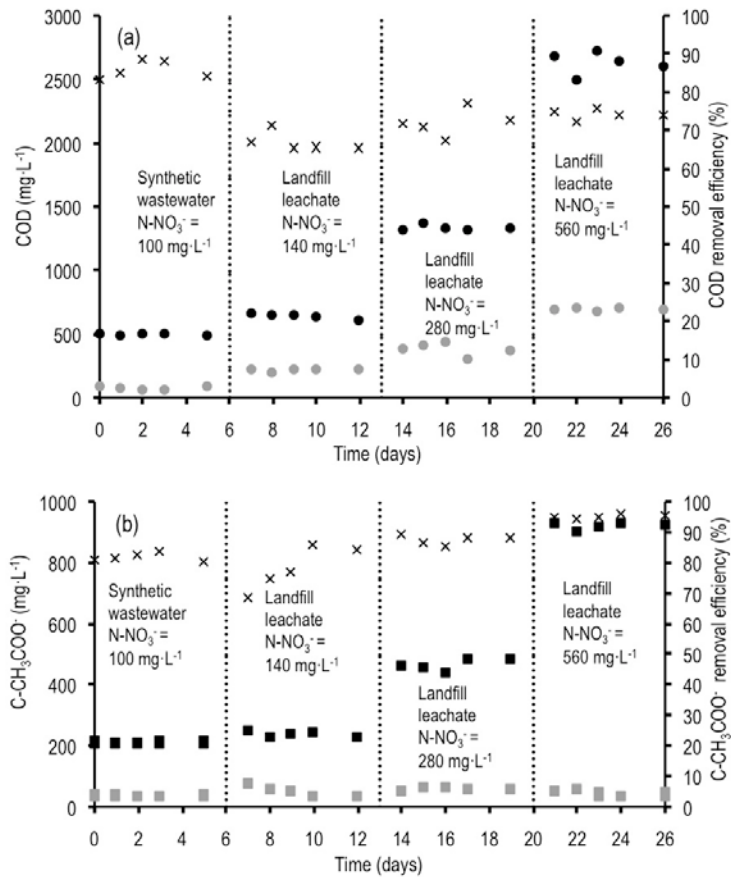 (a)
COD (mg·L⁻¹)
3000
2500
2000
1500
1000
500
0
100
90
80
70
60
50
40
30
20
10
0
COD removal efficiency (%)
Synthetic
wastewater
N-NO₃⁻ =
100 mg·L⁻¹
Landfill
leachate
N-NO₃⁻ =
140 mg·L⁻¹
Landfill
leachate
N-NO₃⁻ =
280 mg·L⁻¹
Landfill
leachate
N-NO₃⁻ =
560 mg·L⁻¹
0 2 4 6 8 10 12 14 16 18 20 22 24 26
Time (days)
(b)
C-CH₃COO⁻ (mg·L⁻¹)
1000
800
600
400
200
0
100
90
80
70
60
50
40
30
20
10
0
C-CH₃COO⁻ removal efficiency (%)
Synthetic
wastewater
N-NO₃⁻ =
100 mg·L⁻¹
Landfill
leachate
N-NO₃⁻ =
140 mg·L⁻¹
Landfill
leachate
N-NO₃⁻ =
280 mg·L⁻¹
Landfill
leachate
N-NO₃⁻ =
560 mg·L⁻¹
0 2 4 6 8 10 12 14 16 18 20 22 24 26
Time (days)